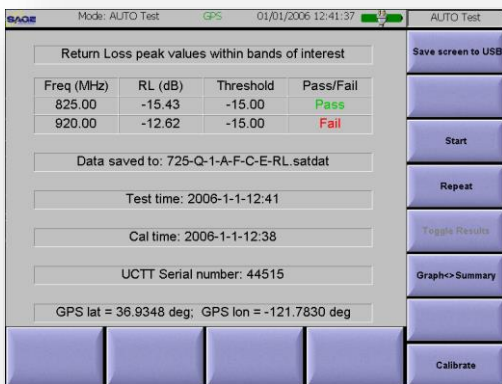 SAGE Mode: AUTO Test GPS 01/01/2006 12:41:37 AUTO Test
Return Loss peak values within bands of interest
Freq (MHz) RL (dB) Threshold Pass/Fail
825.00 -15.43 -15.00 Pass
920.00 -12.62 -15.00 Fail
Data saved to: 725-Q-1-A-F-C-E-RL.satdat
Test time: 2006-1-1-12:41
Cal time: 2006-1-1-12:38
UCTT Serial number: 44515
GPS lat = 36.9348 deg; GPS lon = -121.7830 deg
Save screen to USB
Start
Repeat
Toggle Results
Graph<>Summary
Calibrate